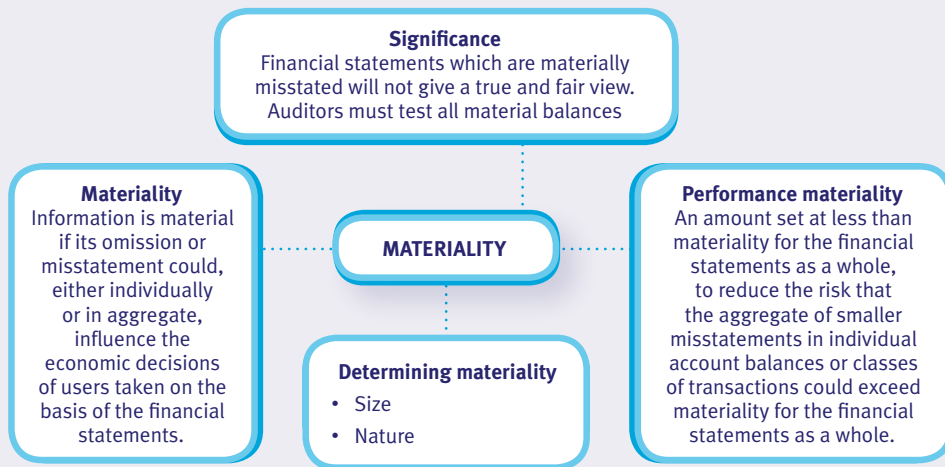 Significance
Financial statements which are materially
misstated will not give a true and fair view.
Auditors must test all material balances
Materiality
Information is material
if its omission or
misstatement could,
either individually
or in aggregate,
influence the
economic decisions
of users taken on the
basis of the financial
statements.
MATERIALITY
Performance materiality
An amount set at less than
materiality for the financial
statements as a whole,
to reduce the risk that
the aggregate of smaller
misstatements in individual
account balances or classes
of transactions could exceed
materiality for the financial
statements as a whole.
Determining materiality
• Size
• Nature